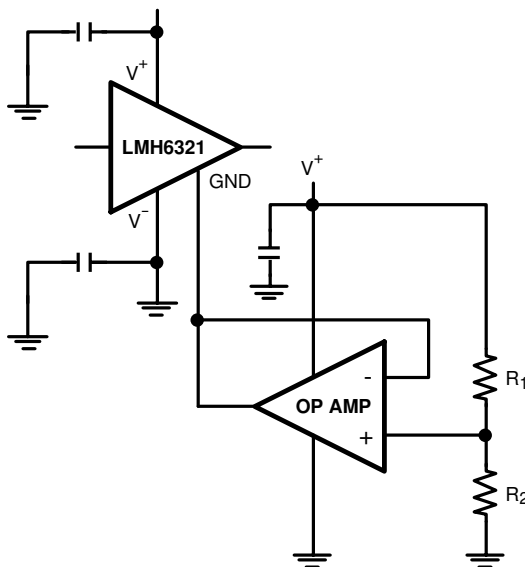 V⁺
LMH6321
GND
V⁻
V⁺
-
OP AMP
+
R₁
R₂